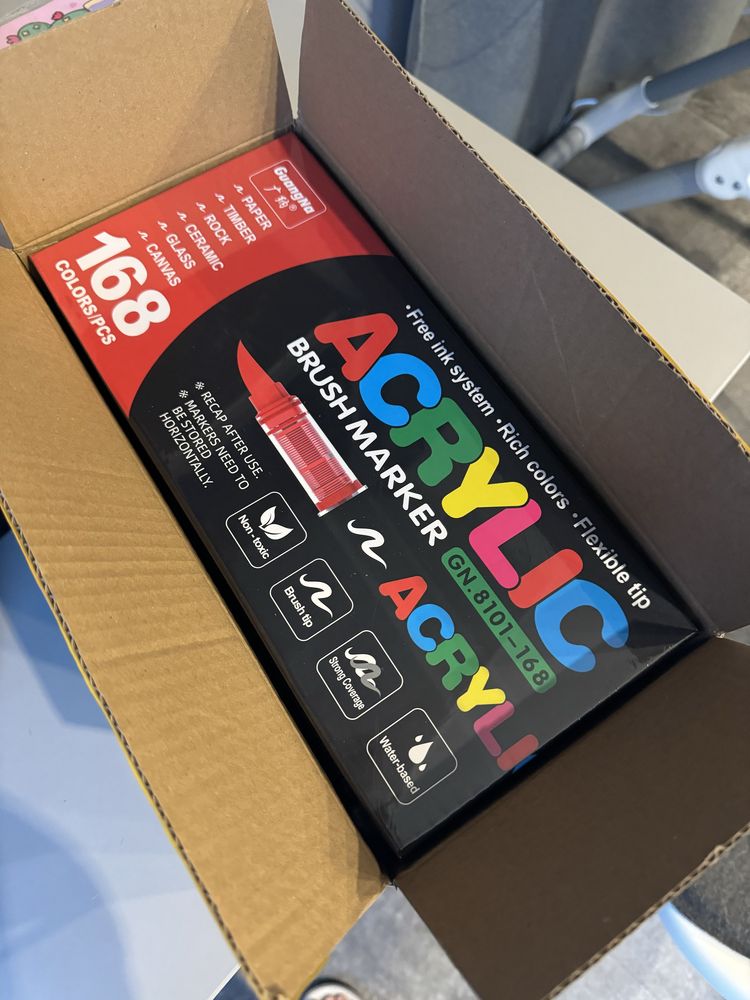 GuangNa
广纳®
PAPER
TIMBER
ROCK
CERAMIC
GLASS
CANVAS
168
COLORS/PCS
·Free ink system ·Rich colors ·Flexible tip
ACRYLIC
BRUSH MARKER
GN.8101-168
※ RECAP AFTER USE.
※ MARKERS NEED TO
BE STORED
HORIZONTALLY.
Non-toxic
Brush tip
Strong Coverage
Water-based
ACRYLI